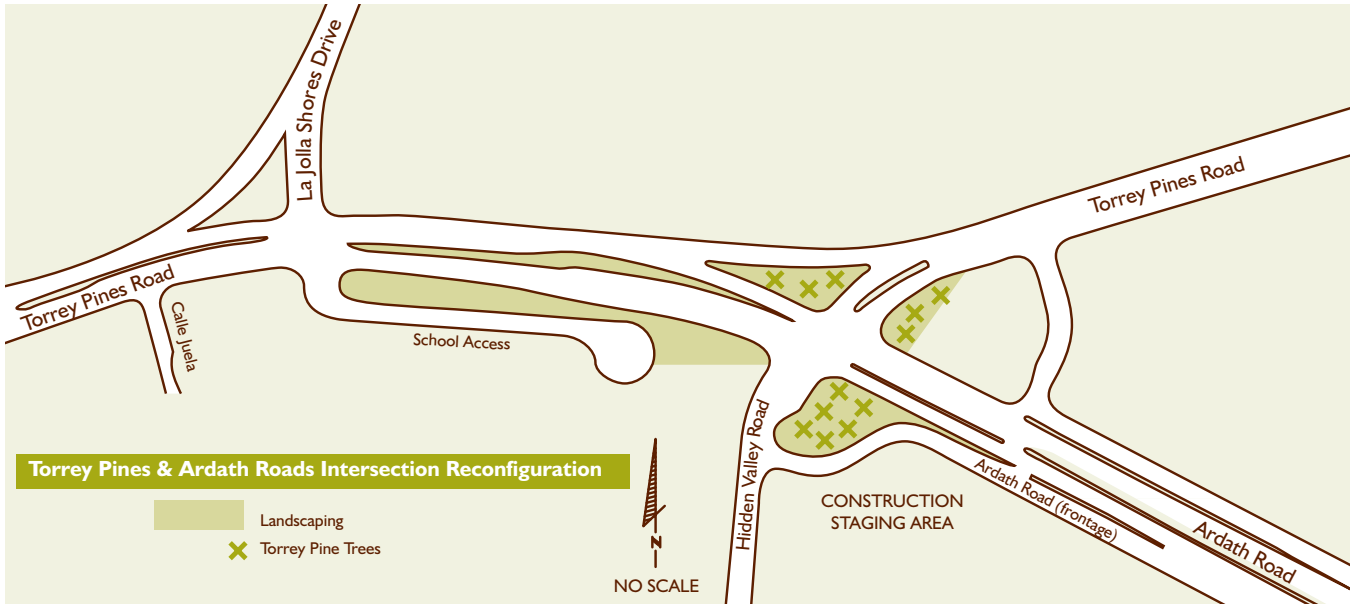 La Jolla Shores Drive
Torrey Pines Road
Torrey Pines Road
Calle Juela
School Access
Hidden Valley Road
Ardath Road (frontage)
Ardath Road
CONSTRUCTION
STAGING AREA
Torrey Pines & Ardath Roads Intersection Reconfiguration
Landscaping
Torrey Pine Trees
N
NO SCALE